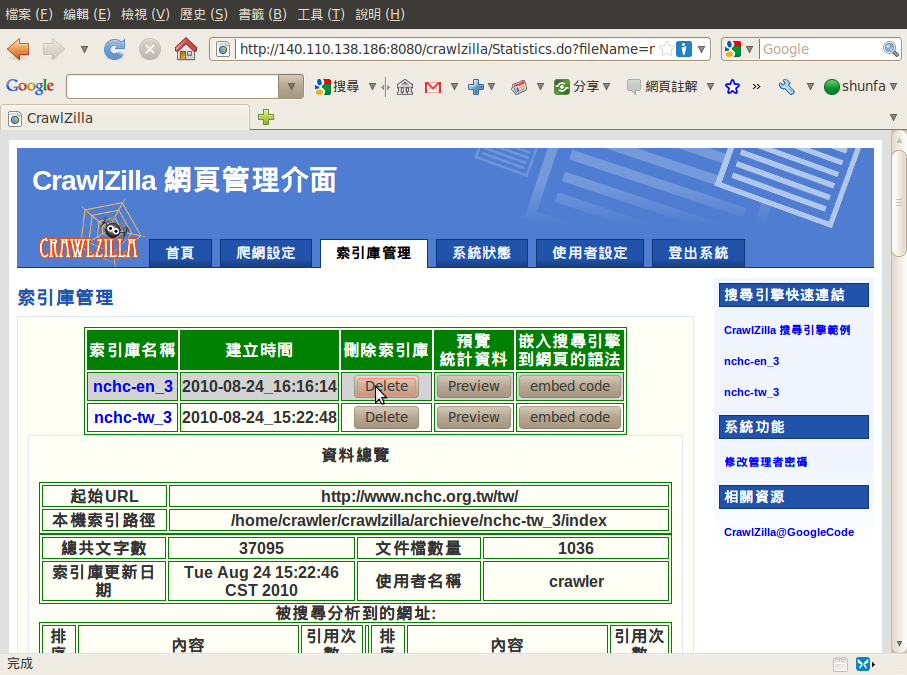 檔案 (F) 編輯 (E) 檢視 (V) 歷史 (S) 書籤 (B) 工具 (T) 說明 (H)
http://140.110.138.186:8080/crawlzilla/Statistics.do?fileName=n
Google
Google 搜尋 分享 網頁註解 » shunfa
CrawlZilla
CrawlZilla 網頁管理介面
CRAWLZILLA
首頁 爬網設定 索引庫管理 系統狀態 使用者設定 登出系統
索引庫管理
索引庫名稱 建立時間 刪除索引庫 預覽統計資料 嵌入搜尋引擎到網頁的語法
nchc-en_3 2010-08-24_16:16:14 Delete Preview embed code
nchc-tw_3 2010-08-24_15:22:48 Delete Preview embed code
資料總覽
起始URL http://www.nchc.org.tw/tw/
本機索引路徑 /home/crawler/crawlzilla/archieve/nchc-tw_3/index
總共文字數 37095 文件檔數量 1036
索引庫更新日期 Tue Aug 24 15:22:46 CST 2010 使用者名稱 crawler
被搜尋分析到的網址:
排序 內容 引用次數 排序 內容 引用次數
搜尋引擎快速連結
CrawlZilla 搜尋引擎範例
nchc-en_3
nchc-tw_3
系統功能
修改管理者密碼
相關資源
CrawlZilla@GoogleCode
完成